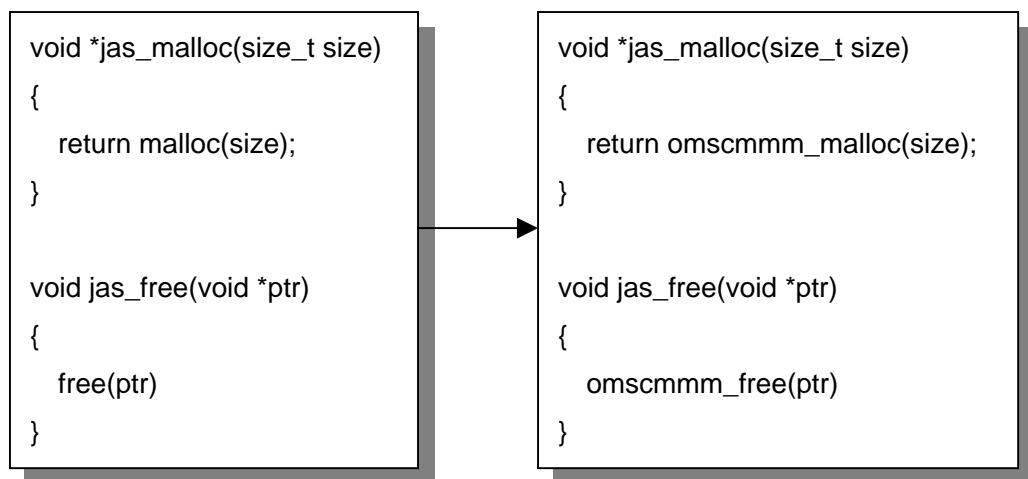 void *jas_malloc(size_t size)
{
return malloc(size);
}
void jas_free(void *ptr)
{
free(ptr)
}
void *jas_malloc(size_t size)
{
return omscmmm_malloc(size);
}
void jas_free(void *ptr)
{
omscmmm_free(ptr)
}